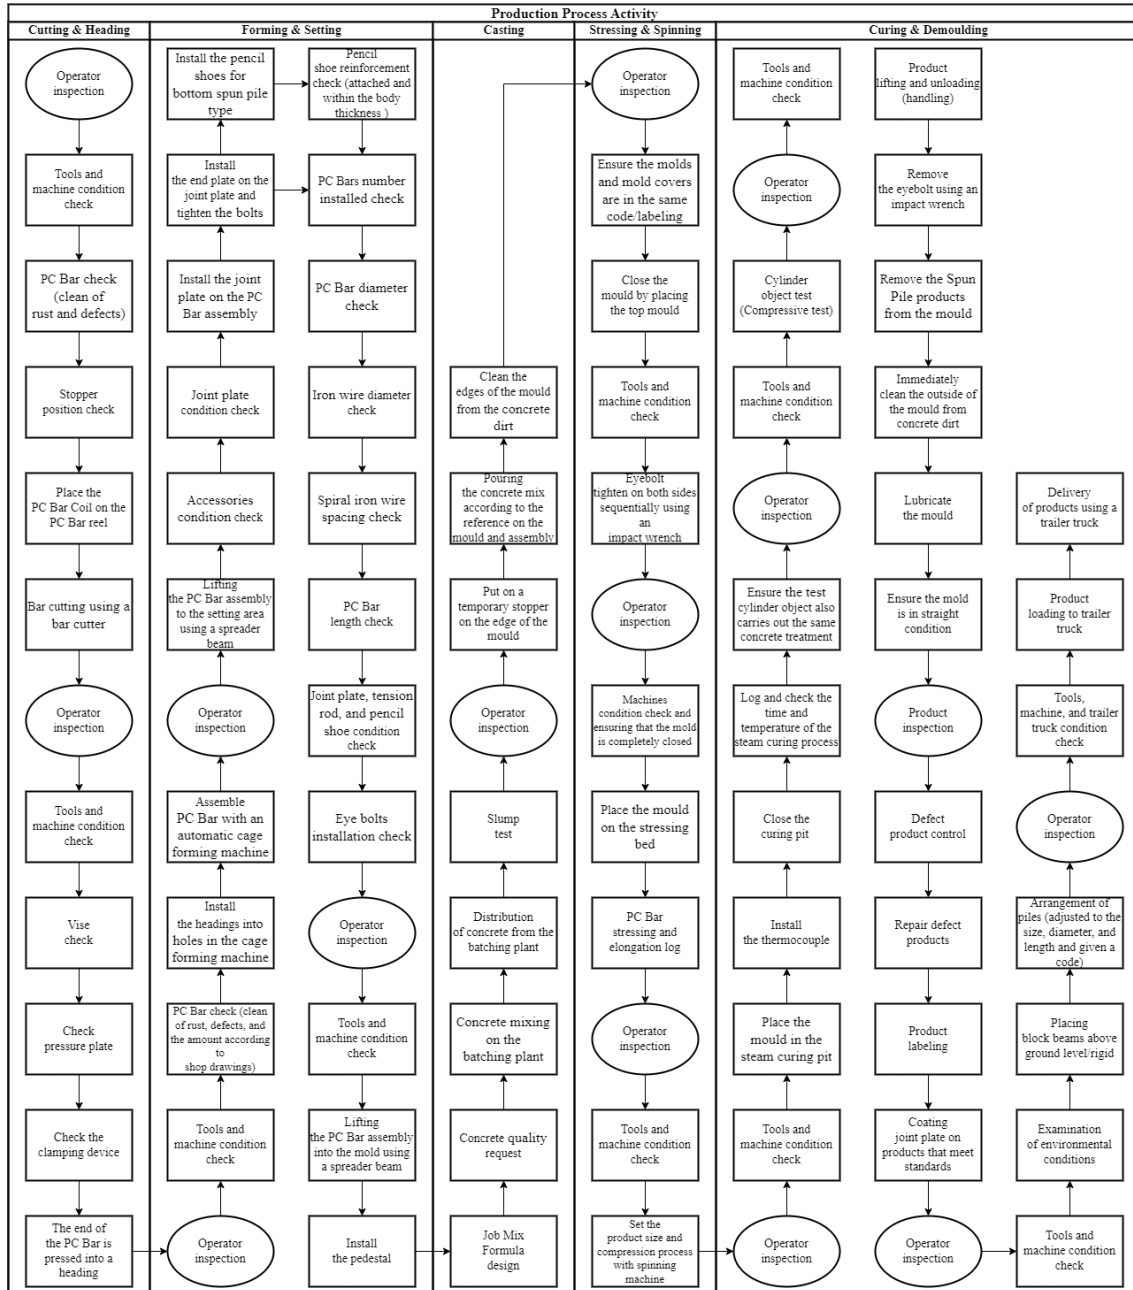 Production Process Activity
Cutting & Heading
Forming & Setting
Casting
Stressing & Spinning
Curing & Demoulding
Operator
inspection
Tools and
machine condition
check
PC Bar check
(clean of
rust and defects)
Stopper
position check
Place the
PC Bar Coil on the
PC Bar reel
Bar cutting using a
bar cutter
Operator
inspection
Tools and
machine condition
check
Vise
check
Check
pressure plate
Check the
clamping device
The end of
the PC Bar is
pressed into a
heading
Install the pencil
shoes for
bottom spun pile
type
Install
the end plate on the
joint plate and
tighten the bolts
Install the joint
plate on the PC
Bar assembly
Joint plate
condition check
Accessories
condition check
Lifting
the PC Bar assembly
to the setting area
using a spreader
beam
Operator
inspection
Assemble
PC Bar with an
automatic cage
forming machine
Install
the headings into
holes in the cage
forming machine
PC Bar check (clean
of rust, defects, and
the amount according
to
shop drawings)
Tools and
machine condition
check
Operator
inspection
Pencil
shoe reinforcement
check (attached and
within the body
thickness )
PC Bars number
installed check
PC Bar diameter
check
Iron wire diameter
check
Spiral iron wire
spacing check
PC Bar
length check
Joint plate, tension
rod, and pencil
shoe condition
check
Eye bolts
installation check
Operator
inspection
Tools and
machine condition
check
Lifting
the PC Bar assembly
into the mold using
a spreader beam
Install
the pedestal
Clean the
edges of the mould
from the concrete
dirt
Pouring
the concrete mix
according to the
reference on the
mould and assembly
Put on a
temporary stopper
on the edge of the
mould
Operator
inspection
Slump
test
Distribution
of concrete from the
batching plant
Concrete mixing
on the
batching plant
Concrete quality
request
Job Mix
Formula
design
Operator
inspection
Ensure the molds
and mold covers
are in the same
code/labeling
Close the
mould by placing
the top mould
Tools and
machine condition
check
Eyebolt
tighten on both sides
sequentially using
an
impact wrench
Operator
inspection
Machines
condition check and
ensuring that the mold
is completely closed
Place the mould
on the stressing
bed
PC Bar
stressing and
elongation log
Operator
inspection
Tools and
machine condition
check
Set the
product size and
compression process
with spinning
machine
Tools and
machine condition
check
Operator
inspection
Cylinder
object test
(Compressive test)
Tools and
machine condition
check
Operator
inspection
Ensure the test
cylinder object also
carries out the same
concrete treatment
Log and check the
time and
temperature of the
steam curing process
Close the
curing pit
Install
the thermocouple
Place the
mould in the
steam curing pit
Tools and
machine condition
check
Operator
inspection
Product
lifting and unloading
(handling)
Remove
the eyebolt using an
impact wrench
Remove the Spun
Pile products
from the mould
Immediately
clean the outside of
the mould from
concrete dirt
Lubricate
the mould
Ensure the mold
is in straight
condition
Product
inspection
Defect
product control
Repair defect
products
Product
labeling
Coating
joint plate on
products that meet
standards
Operator
inspection
Delivery
of products using a
trailer truck
Product
loading to trailer
truck
Tools,
machine, and trailer
truck condition
check
Operator
inspection
Arrangement of
piles (adjusted to the
size, diameter, and
length and given a
code)
Placing
block beams above
ground level/rigid
Examination
of environmental
conditions
Tools and
machine condition
check